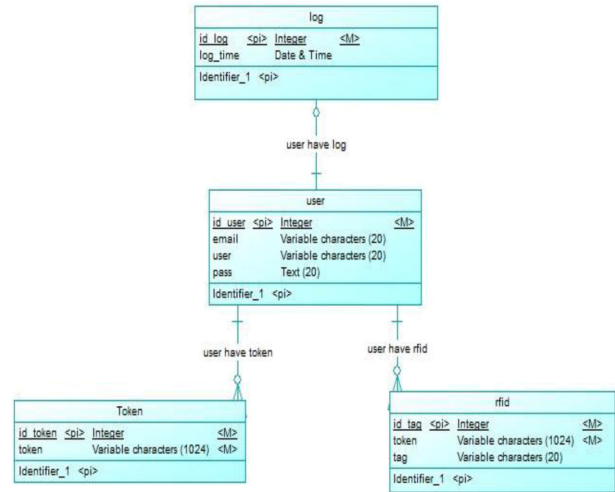 log
id_log <pi> Integer <M>
log_time Date & Time
Identifier_1 <pi>
user have log
user
id_user <pi> Integer <M>
email Variable characters (20)
user Variable characters (20)
pass Text (20)
Identifier_1 <pi>
user have token
user have rfid
Token
id_token <pi> Integer <M>
token Variable characters (1024) <M>
Identifier_1 <pi>
rfid
id_tag <pi> Integer <M>
token Variable characters (1024) <M>
tag Variable characters (20)
Identifier_1 <pi>